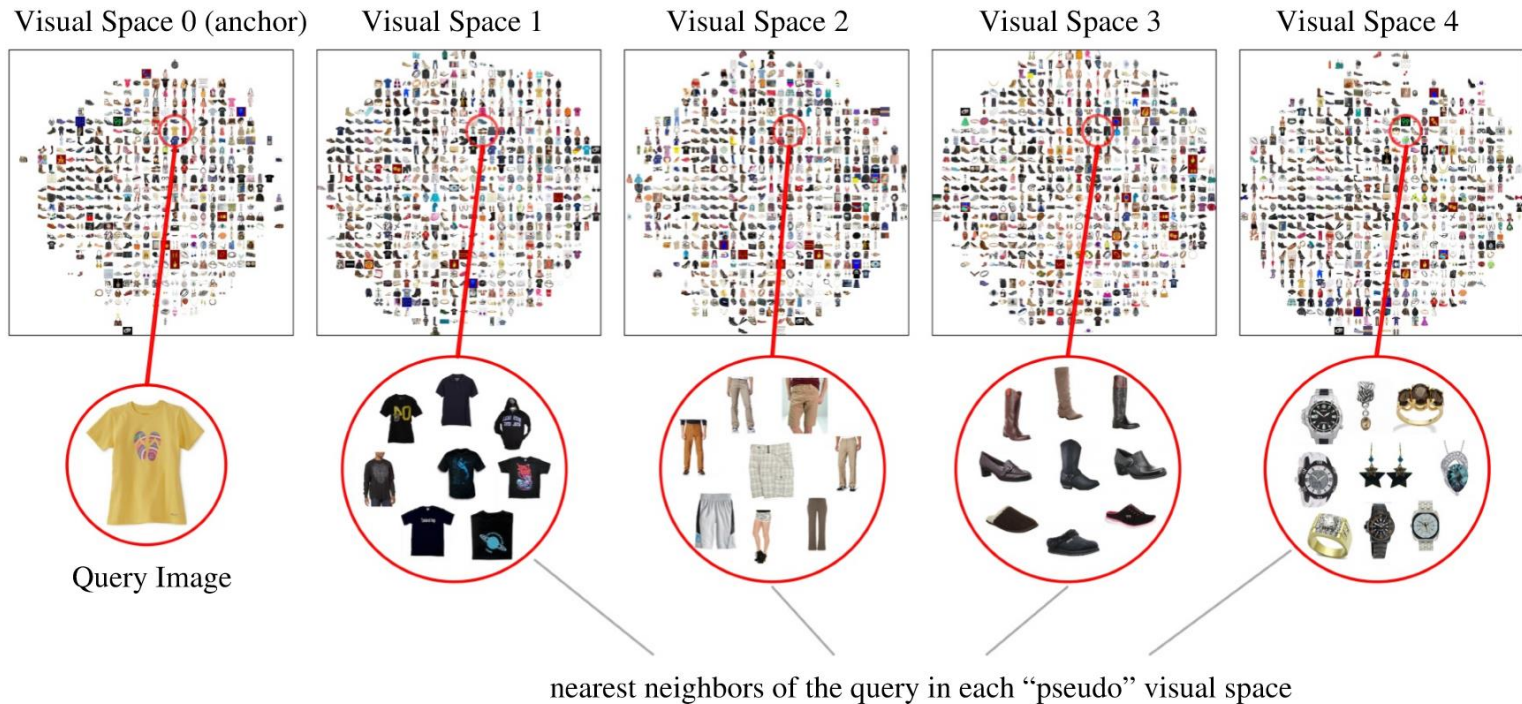 Visual Space 0 (anchor)
Visual Space 1
Visual Space 2
Visual Space 3
Visual Space 4
Query Image
nearest neighbors of the query in each “pseudo” visual space